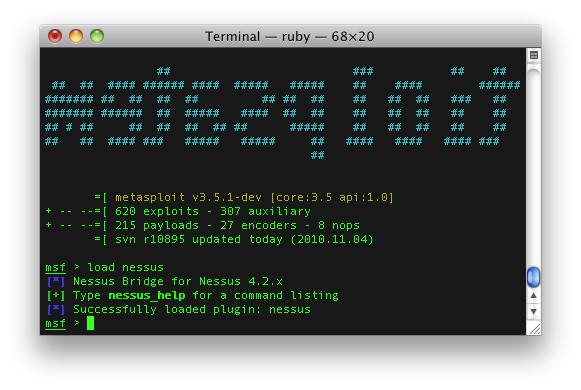 Terminal — ruby — 68×20
metasploit
=[ metasploit v3.5.1-dev [core:3.5 api:1.0]
+ -- --=[ 620 exploits - 307 auxiliary
+ -- --=[ 215 payloads - 27 encoders - 8 nops
=[ svn r10895 updated today (2010.11.04)
msf > load nessus
[*] Nessus Bridge for Nessus 4.2.x
[+] Type nessus_help for a command listing
[*] Successfully loaded plugin: nessus
msf >